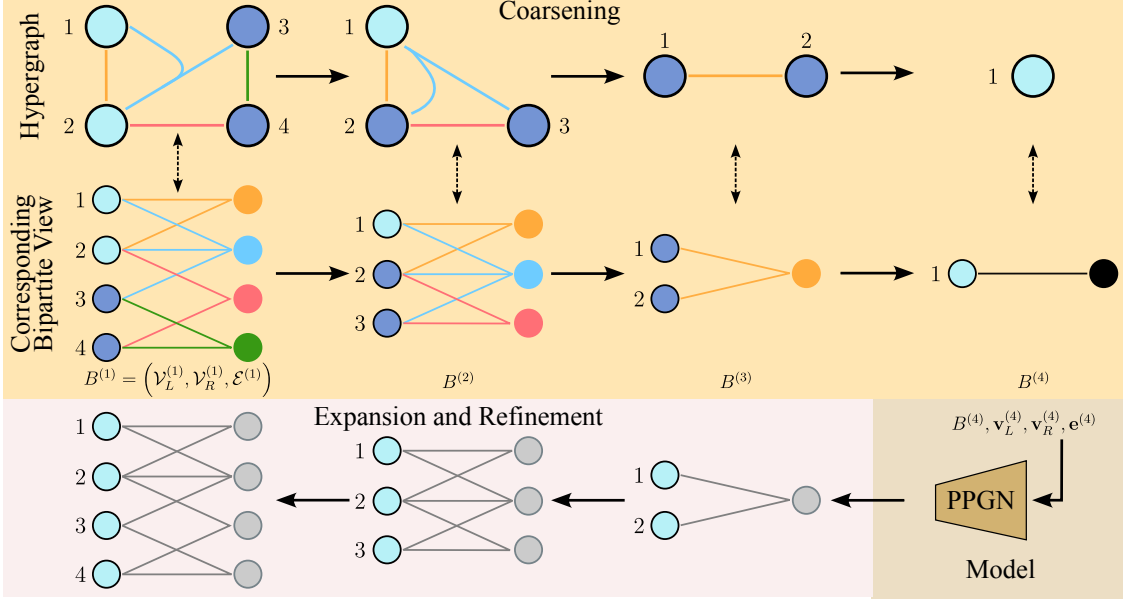 Coarsening
Hypergraph
1
3
2
4
1
2
3
1
2
1
Corresponding
Bipartite View
1
2
3
4
1
2
3
1
2
1
B^{(1)} = (𝒱_L^{(1)}, 𝒱_R^{(1)}, ℰ^{(1)})
B^{(2)}
B^{(3)}
B^{(4)}
Expansion and Refinement
1
2
3
4
1
2
3
1
2
B^{(4)}, 𝐯_L^{(4)}, 𝐯_R^{(4)}, 𝐞^{(4)}
PPGN
Model